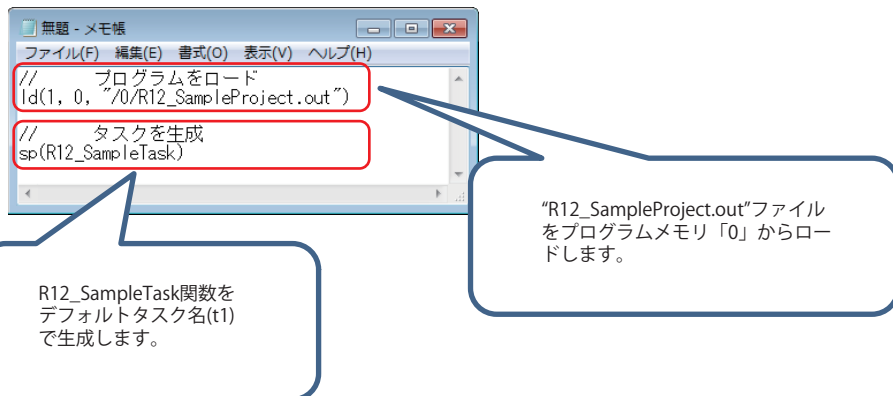 無題 - メモ帳
ファイル(F) 編集(E) 書式(O) 表示(V) ヘルプ(H)
// プログラムをロード
ld(1, 0, "/0/R12_SampleProject.out")
// タスクを生成
sp(R12_SampleTask)
“R12_SampleProject.out”ファイル
をプログラムメモリ「0」からロー
ドします。
R12_SampleTask関数を
デフォルトタスク名(t1)
で生成します。